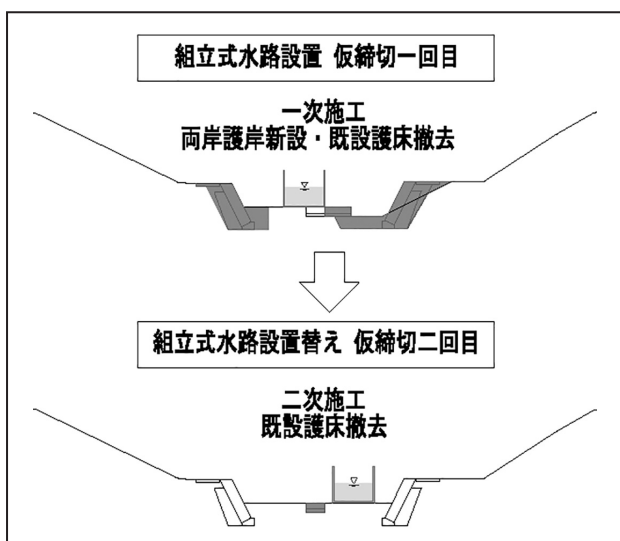 組立式水路設置 仮締切一回目
一次施工
両岸護岸新設・既設護床撤去
組立式水路設置替え 仮締切二回目
二次施工
既設護床撤去